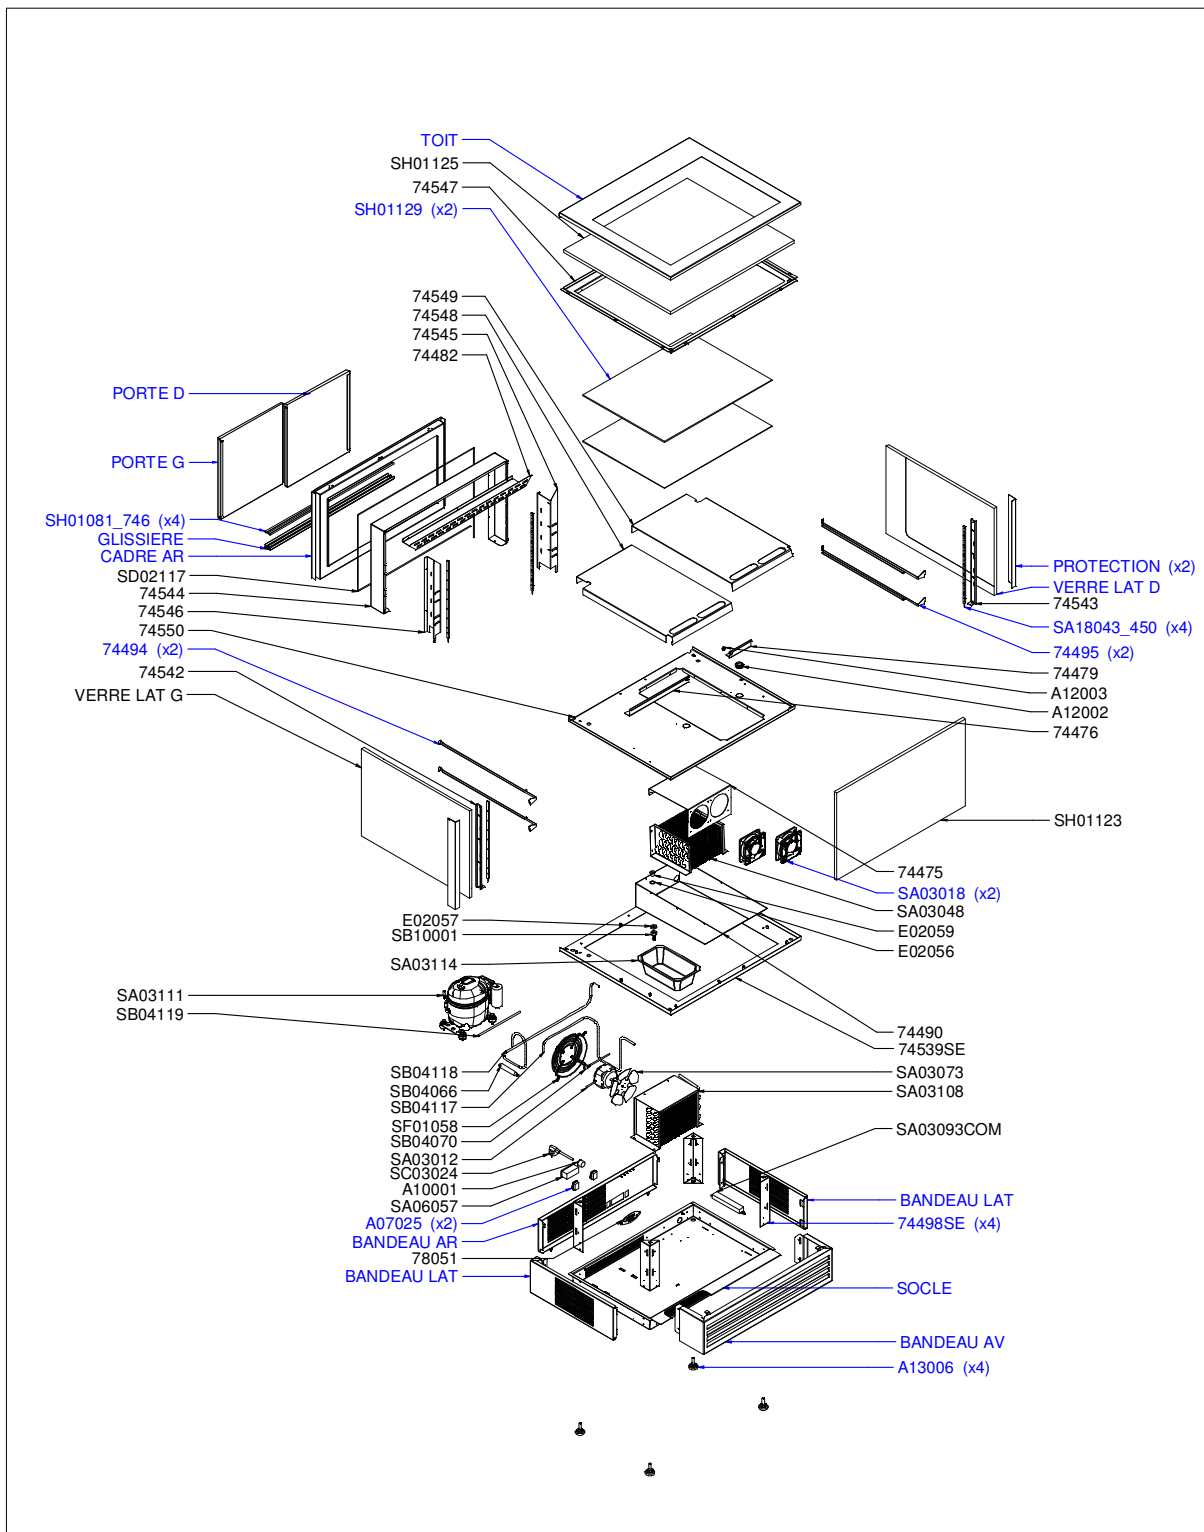 TOIT
SH01125
74547
SH01129 (x2)
74549
74548
74545
74482
PORTE D
PORTE G
SH01081_746 (x4)
GLISSIERE
CADRE AR
SD02117
74544
74546
74550
74494 (x2)
74542
VERRE LAT G
PROTECTION (x2)
VERRE LAT D
74543
SA18043_450 (x4)
74495 (x2)
74479
A12003
A12002
74476
SH01123
74475
SA03018 (x2)
SA03048
E02059
E02056
E02057
SB10001
SA03114
SA03111
SB04119
74490
74539SE
SA03073
SA03108
SB04118
SB04066
SB04117
SF01058
SB04070
SA03012
SC03024
A10001
SA06057
A07025 (x2)
BANDEAU AR
78051
BANDEAU LAT
SA03093COM
BANDEAU LAT
74498SE (x4)
SOCLE
BANDEAU AV
A13006 (x4)